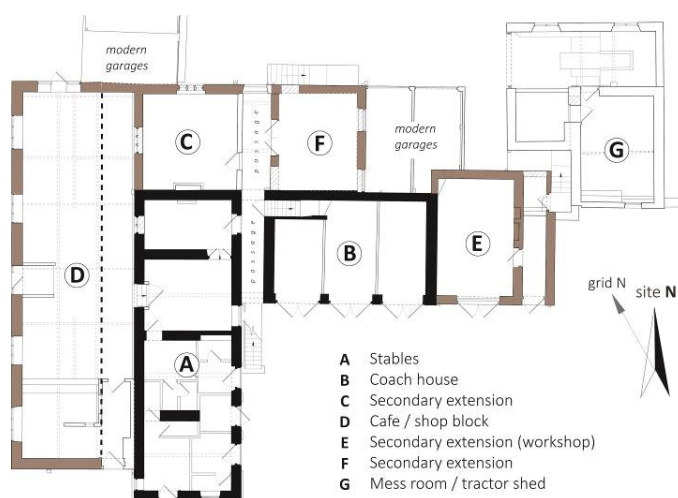 modern
garages
C
passage
F
modern
garages
G
passage
D
B
E
A
grid N
site N
A Stables
B Coach house
C Secondary extension
D Cafe / shop block
E Secondary extension (workshop)
F Secondary extension
G Mess room / tractor shed